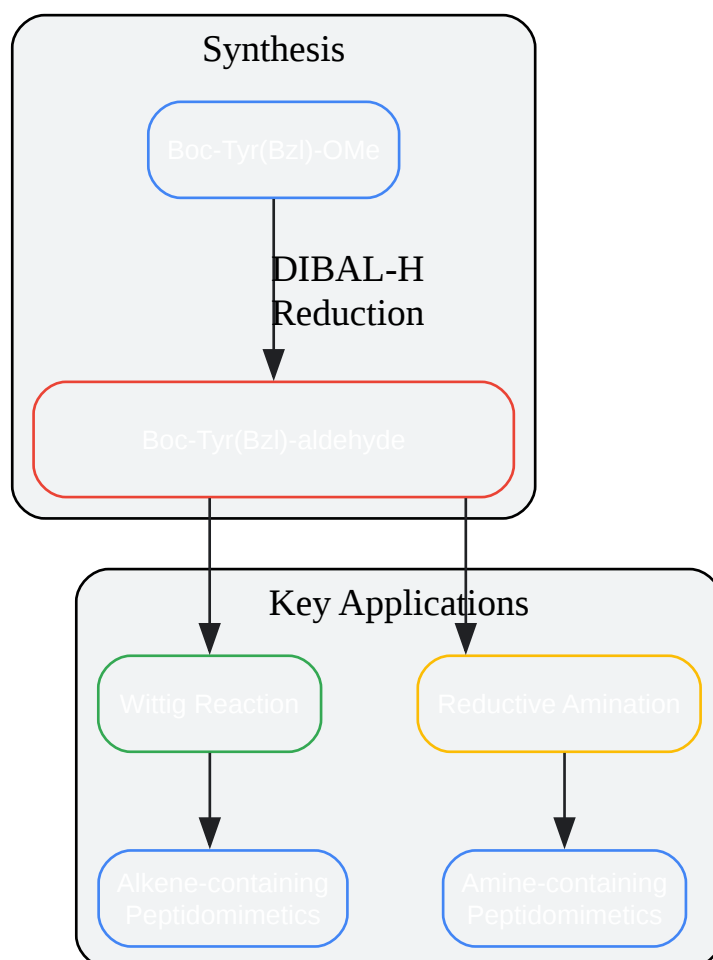 Synthesis
Boc-Tyr(Bzl)-OMe
DIBAL-H
Reduction
Boc-Tyr(Bzl)-aldehyde
Key Applications
Wittig Reaction
Reductive Amination
Alkene-containing
Peptidomimetics
Amine-containing
Peptidomimetics